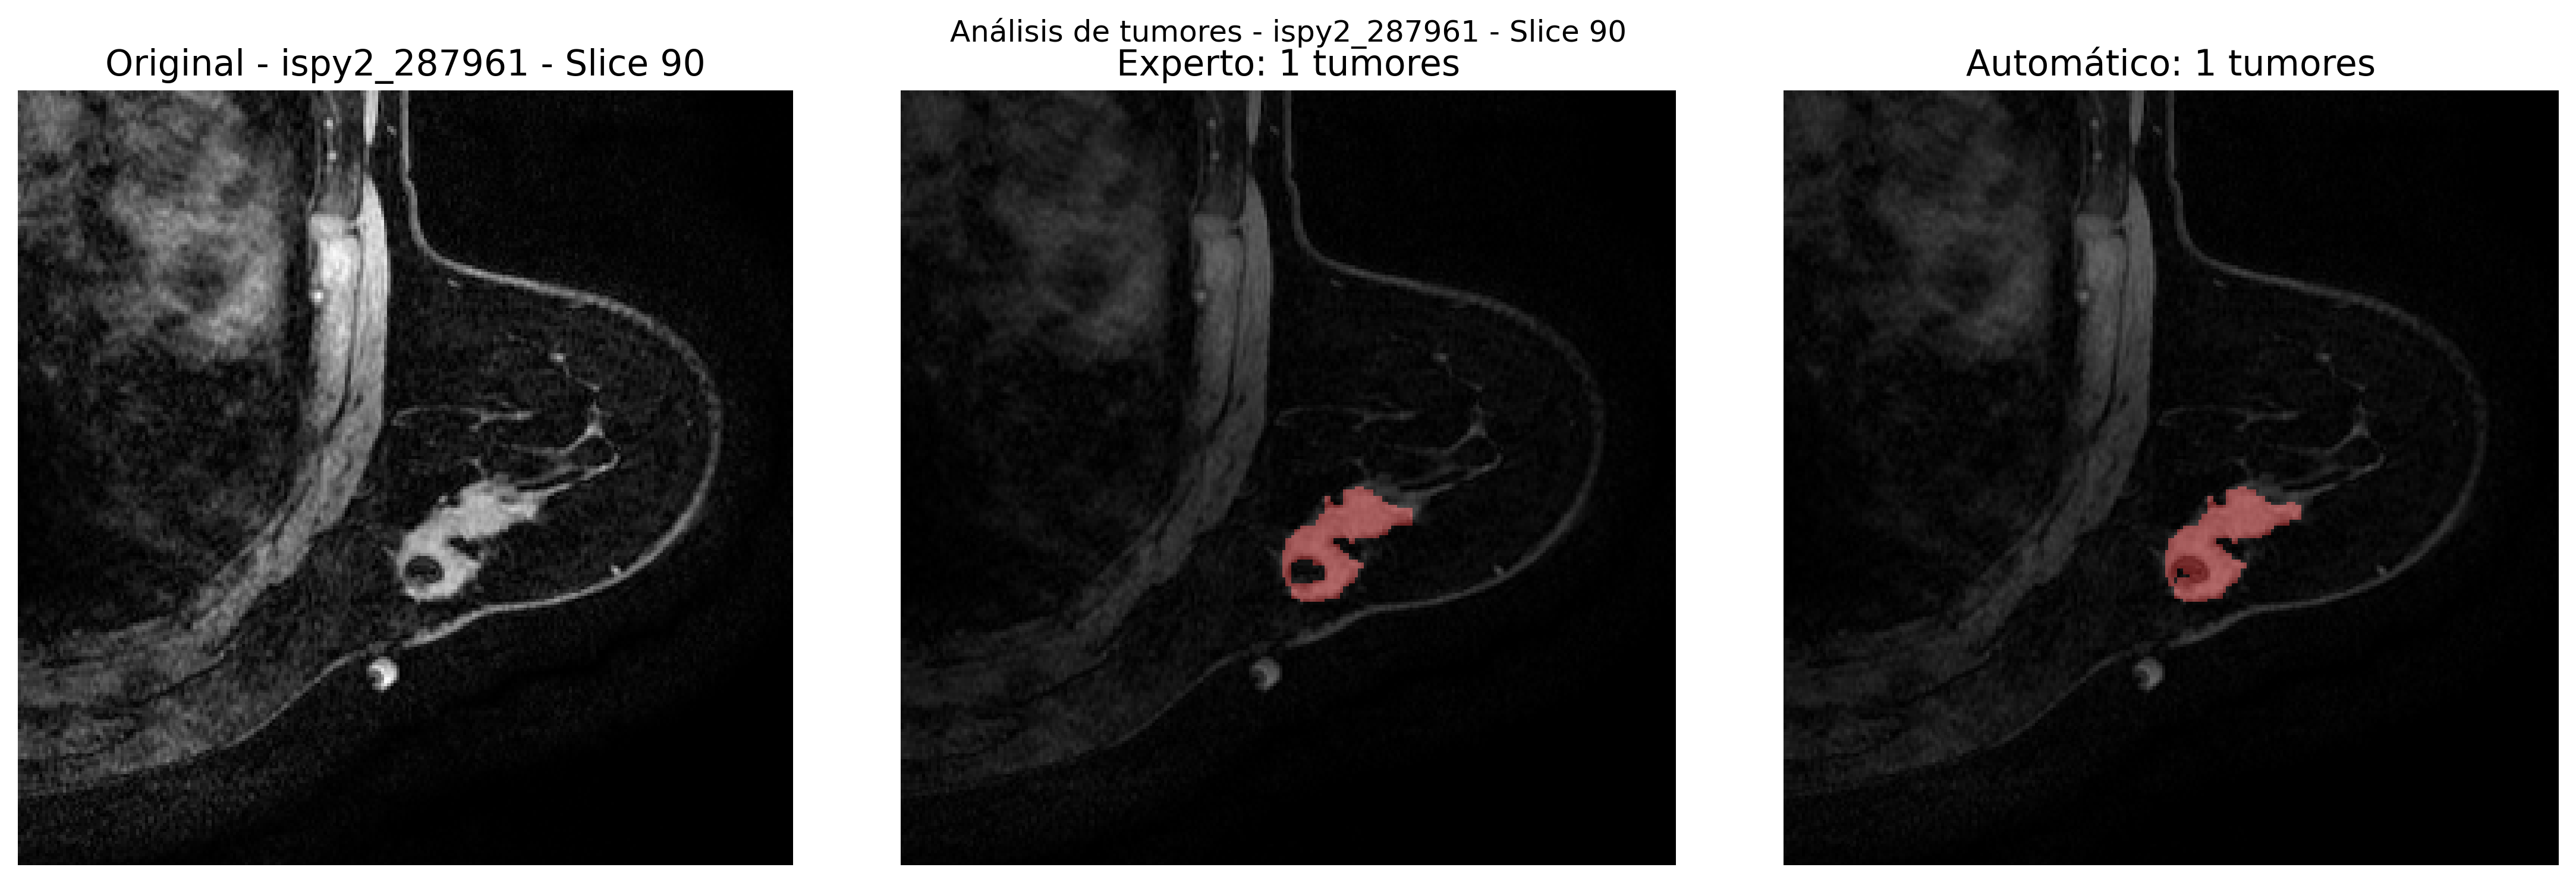 Análisis de tumores - ispy2_287961 - Slice 90
Original - ispy2_287961 - Slice 90
Experto: 1 tumores
Automático: 1 tumores